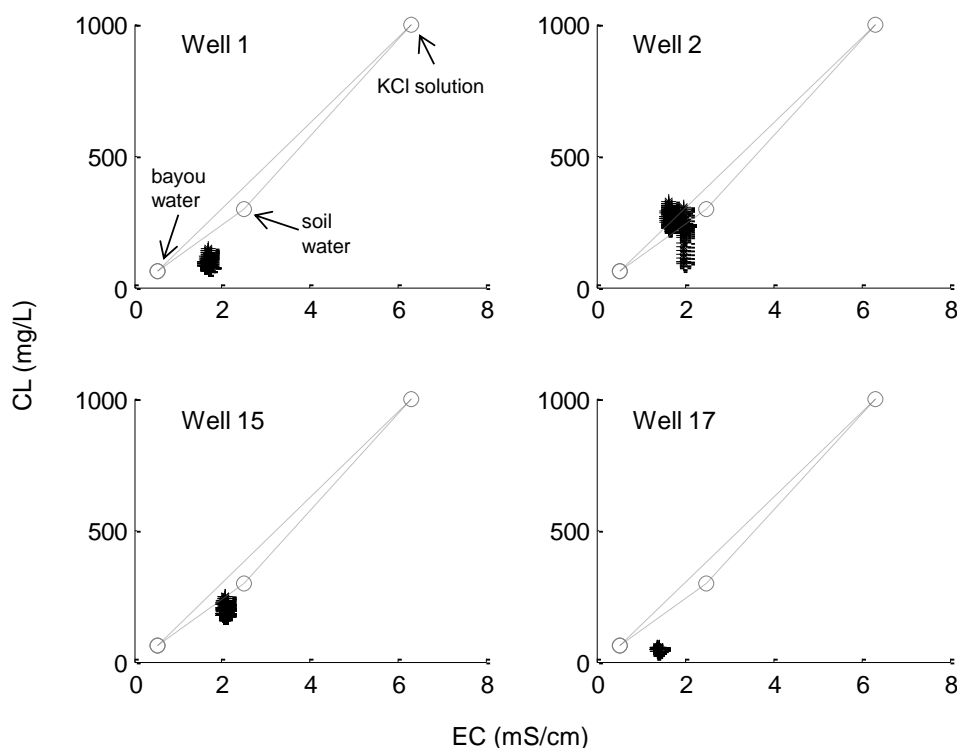 1000
Well 1
KCl solution
500
bayou
water
soil
water
0
0 2 4 6 8
1000
Well 2
500
0
0 2 4 6 8
CL (mg/L)
1000
Well 15
500
0
0 2 4 6 8
1000
Well 17
500
0
0 2 4 6 8
EC (mS/cm)